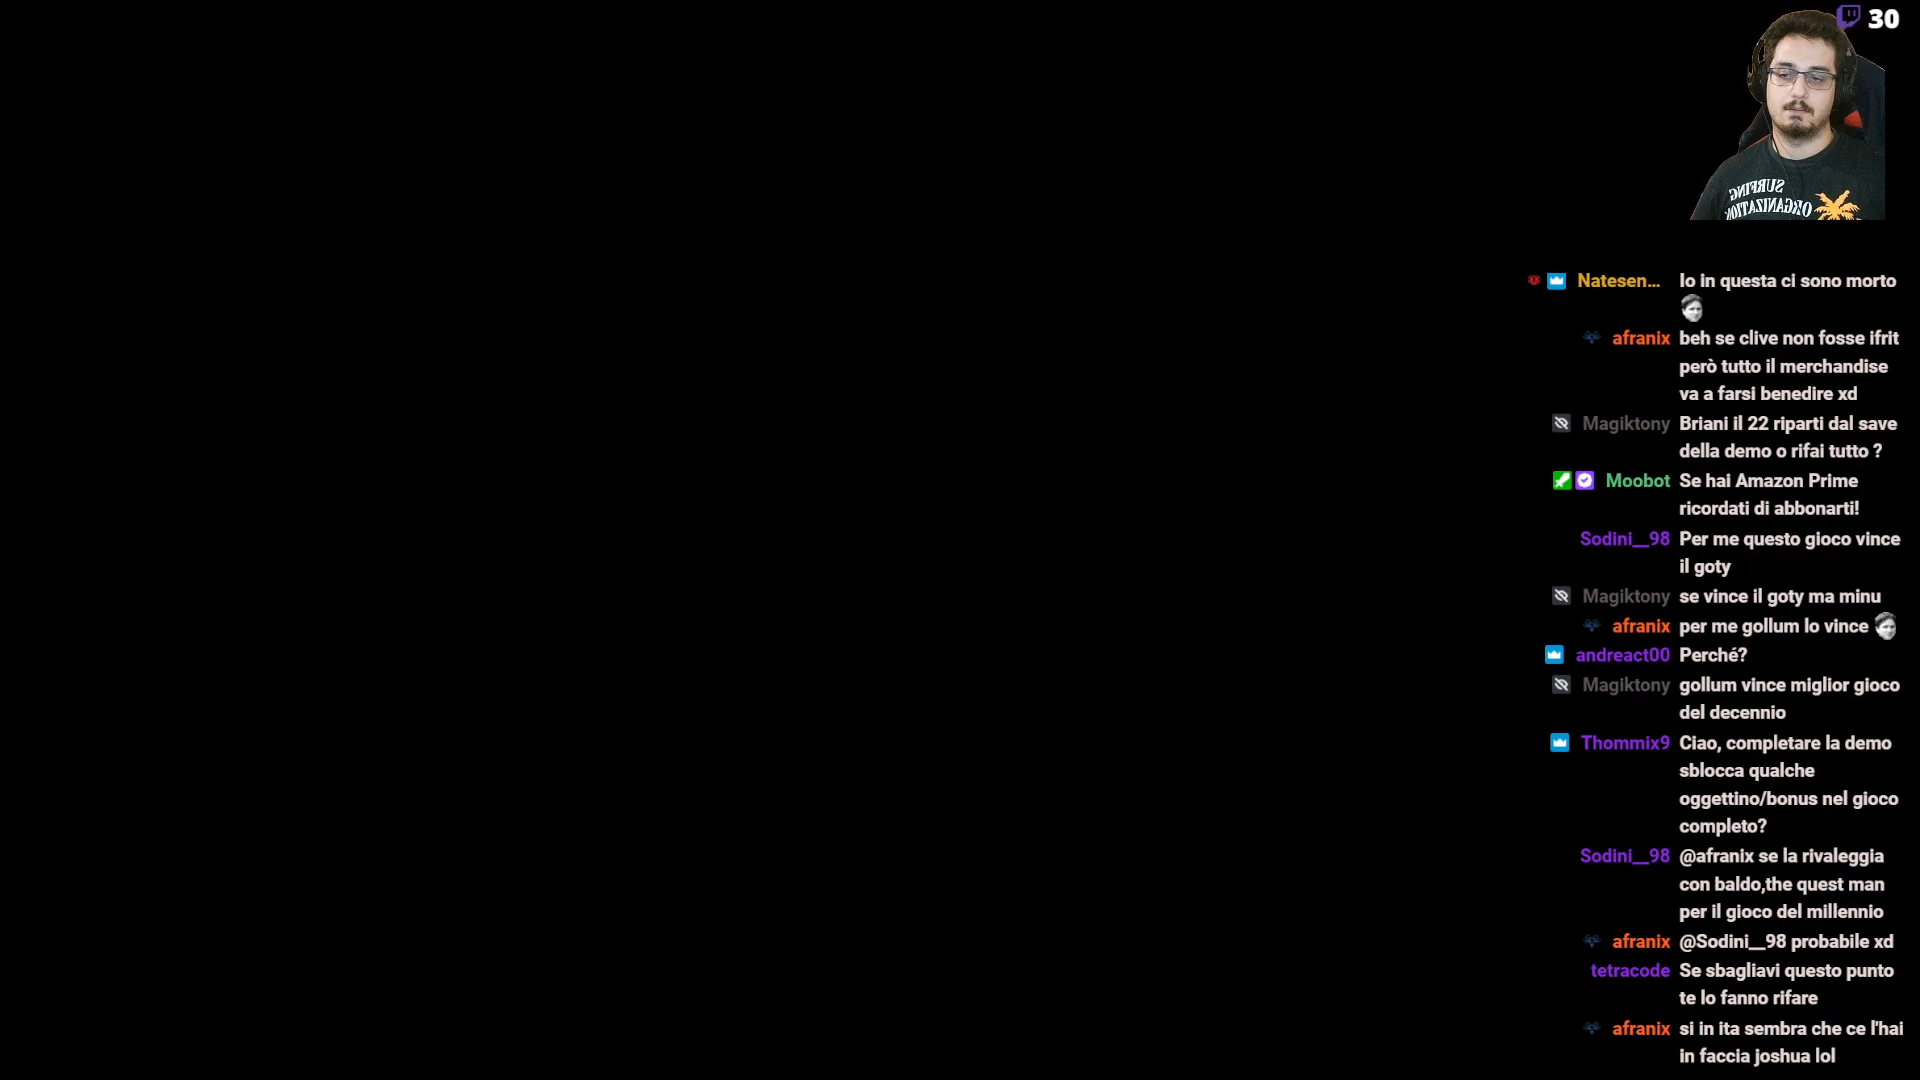 30
SURFING
ORGANIZATION
Natesen... Io in questa ci sono morto
afranix beh se clive non fosse ifrit
però tutto il merchandise
va a farsi benedire xd
Magiktony Briani il 22 riparti dal save
della demo o rifai tutto ?
Moobot Se hai Amazon Prime
ricordati di abbonarti!
Sodini__98 Per me questo gioco vince
il goty
Magiktony se vince il goty ma minu
afranix per me gollum lo vince
andreact00 Perché?
Magiktony gollum vince miglior gioco
del decennio
Thommix9 Ciao, completare la demo
sblocca qualche
oggettino/bonus nel gioco
completo?
Sodini__98 @afranix se la rivaleggia
con baldo,the quest man
per il gioco del millennio
afranix @Sodini__98 probabile xd
tetracode Se sbagliavi questo punto
te lo fanno rifare
afranix si in ita sembra che ce l'hai
in faccia joshua lol